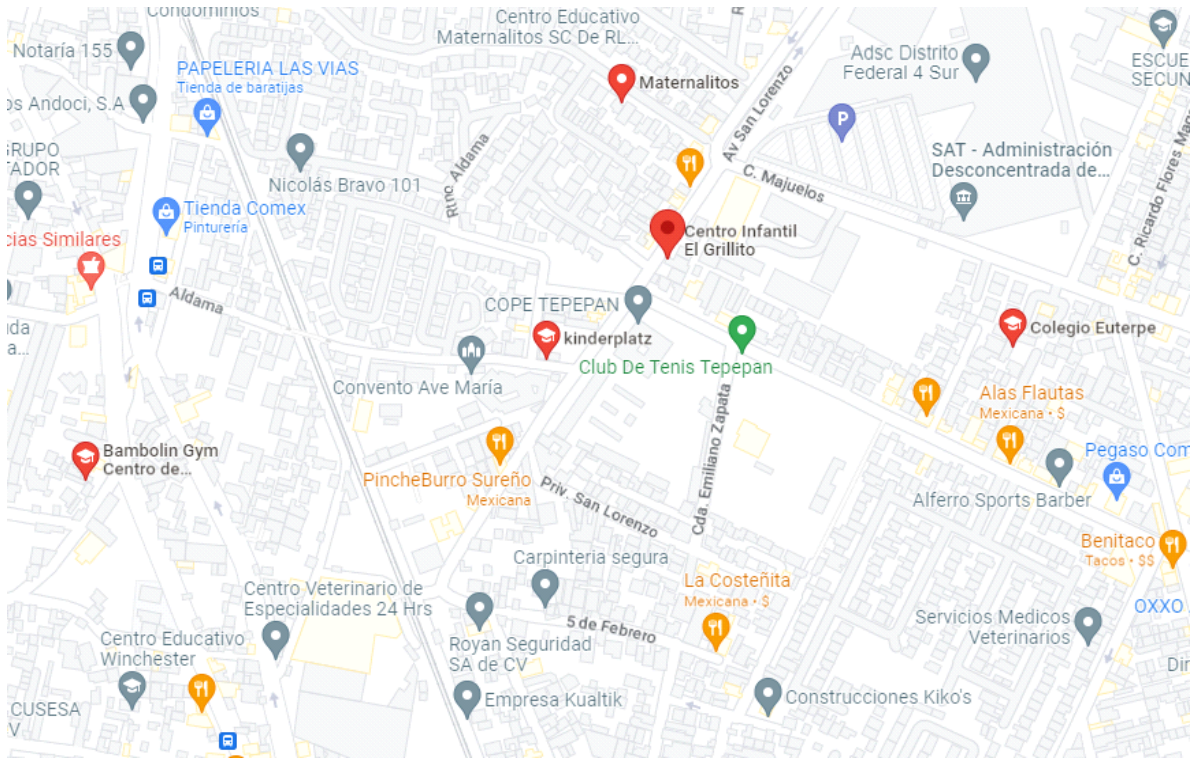 Condominios
Centro Educativo
Maternalitos SC De RL...
Notaría 155
PAPELERIA LAS VIAS
Tienda de baratijas
Adsc Distrito
Federal 4 Sur
ESCUE
SECUN
Maternalitos
os Andoci, S.A
P
Av San Lorenzo
GRUPO
TADOR
Nicolás Bravo 101
Rtno. Aldama
C. Majuelos
SAT - Administración
Desconcentrada de...
C. Ricardo Flores Mag
Tienda Comex
Pinturería
cias Similares
Centro Infantil
El Grillito
Aldama
COPE TEPEPAN
uda
a...
kinderplatz
Colegio Euterpe
Convento Ave María
Club De Tenis Tepepan
Cda. Emiliano Zapata
Alas Flautas
Mexicana • $
Bambolin Gym
Centro de...
Pegaso Com
PincheBurro Sureño
Mexicana
Priv. San Lorenzo
Alferro Sports Barber
Benitaco
Tacos • $$
Carpinteria segura
Centro Veterinario de
Especialidades 24 Hrs
La Costeñita
Mexicana • $
OXXO
5 de Febrero
Servicios Medicos
Veterinarios
Centro Educativo
Winchester
Royan Seguridad
SA de CV
Dir
Empresa Kualtik
Construcciones Kiko's
CUSESA
V